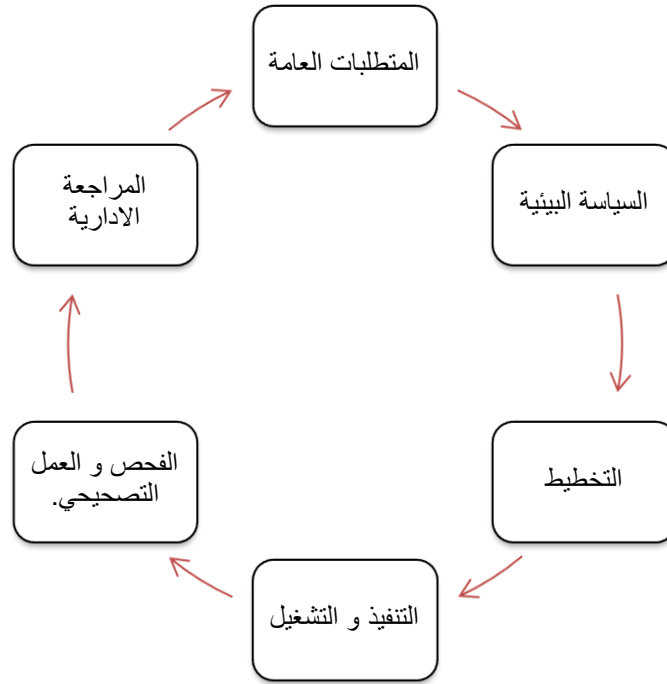 المتطلبات العامة
السياسة البيئية
التخطيط
التنفيذ و التشغيل
الفحص و العمل
التصحيحي.
المراجعة
الادارية